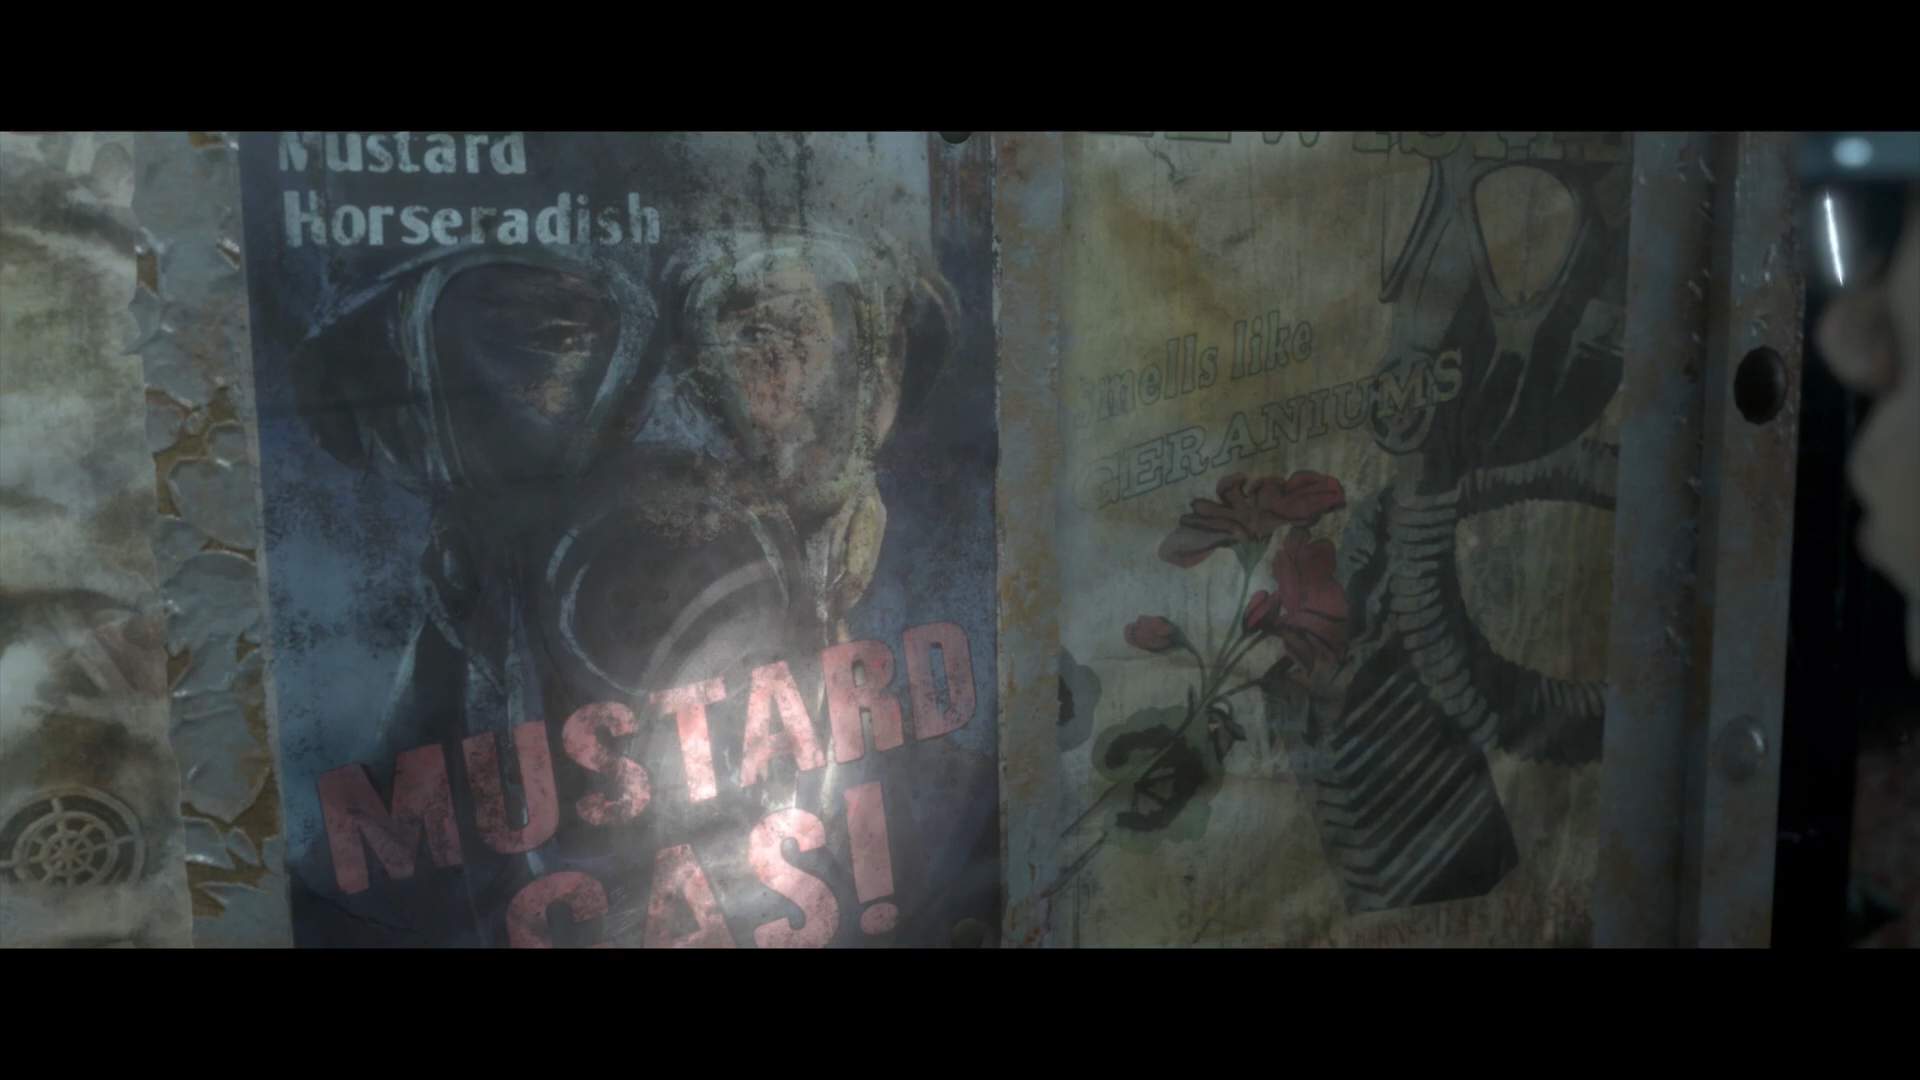 Mustard
Horseradish
MUSTARD
GAS!
smells like
GERANIUMS